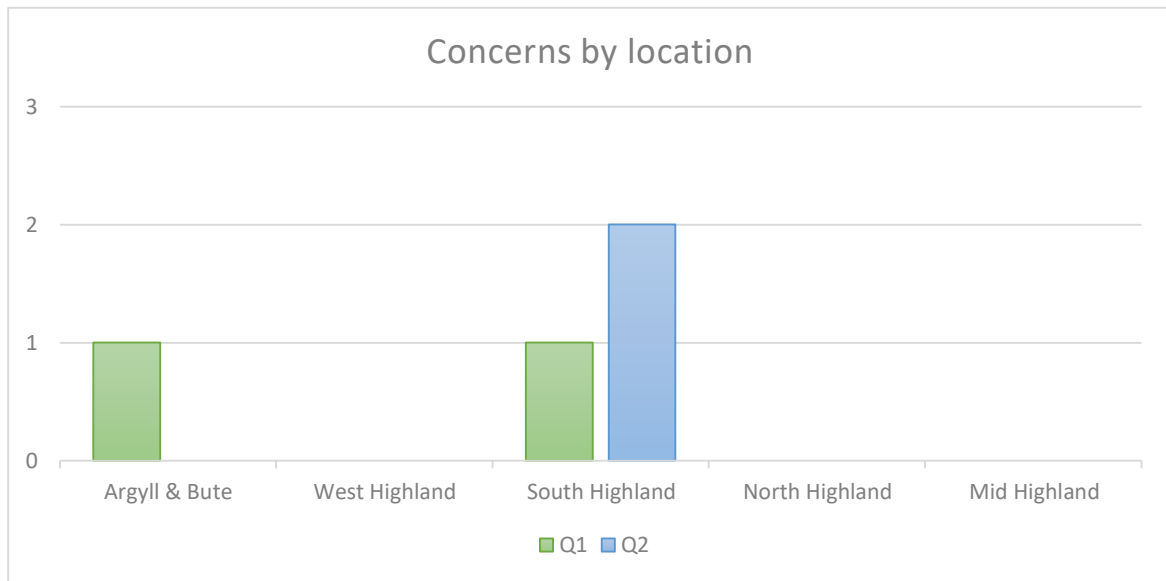 Concerns by location
3
2
1
0
Argyll & Bute West Highland South Highland North Highland Mid Highland
Q1 Q2